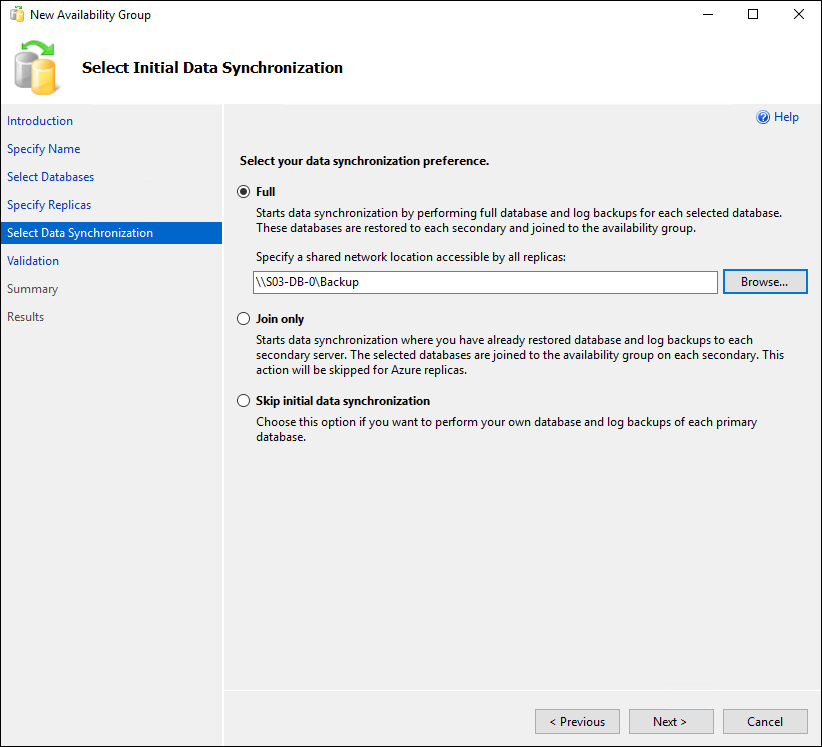 New Availability Group
Select Initial Data Synchronization
Introduction
Specify Name
Select Databases
Specify Replicas
Select Data Synchronization
Validation
Summary
Results
Help
Select your data synchronization preference.
Full
Starts data synchronization by performing full database and log backups for each selected database.
These databases are restored to each secondary and joined to the availability group.
Specify a shared network location accessible by all replicas:
\\S03-DB-0\Backup
Browse...
Join only
Starts data synchronization where you have already restored database and log backups to each
secondary server. The selected databases are joined to the availability group on each secondary. This
action will be skipped for Azure replicas.
Skip initial data synchronization
Choose this option if you want to perform your own database and log backups of each primary
database.
< Previous
Next >
Cancel